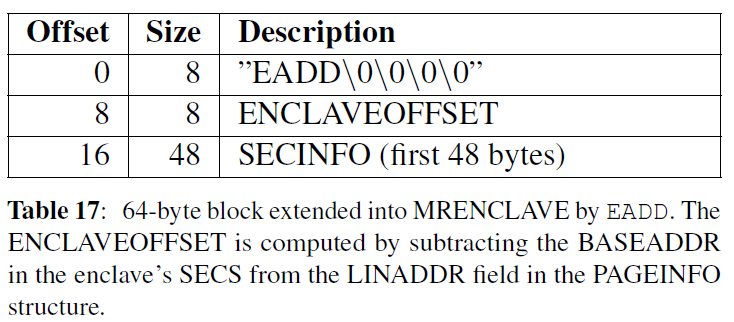 Offset Size Description
0 8 ”EADD\0\0\0\0”
8 8 ENCLAVEOFFSET
16 48 SECINFO (first 48 bytes)
Table 17: 64-byte block extended into MRENCLAVE by EADD. The
ENCLAVEOFFSET is computed by subtracting the BASEADDR
in the enclave’s SECS from the LINADDR field in the PAGEINFO
structure.